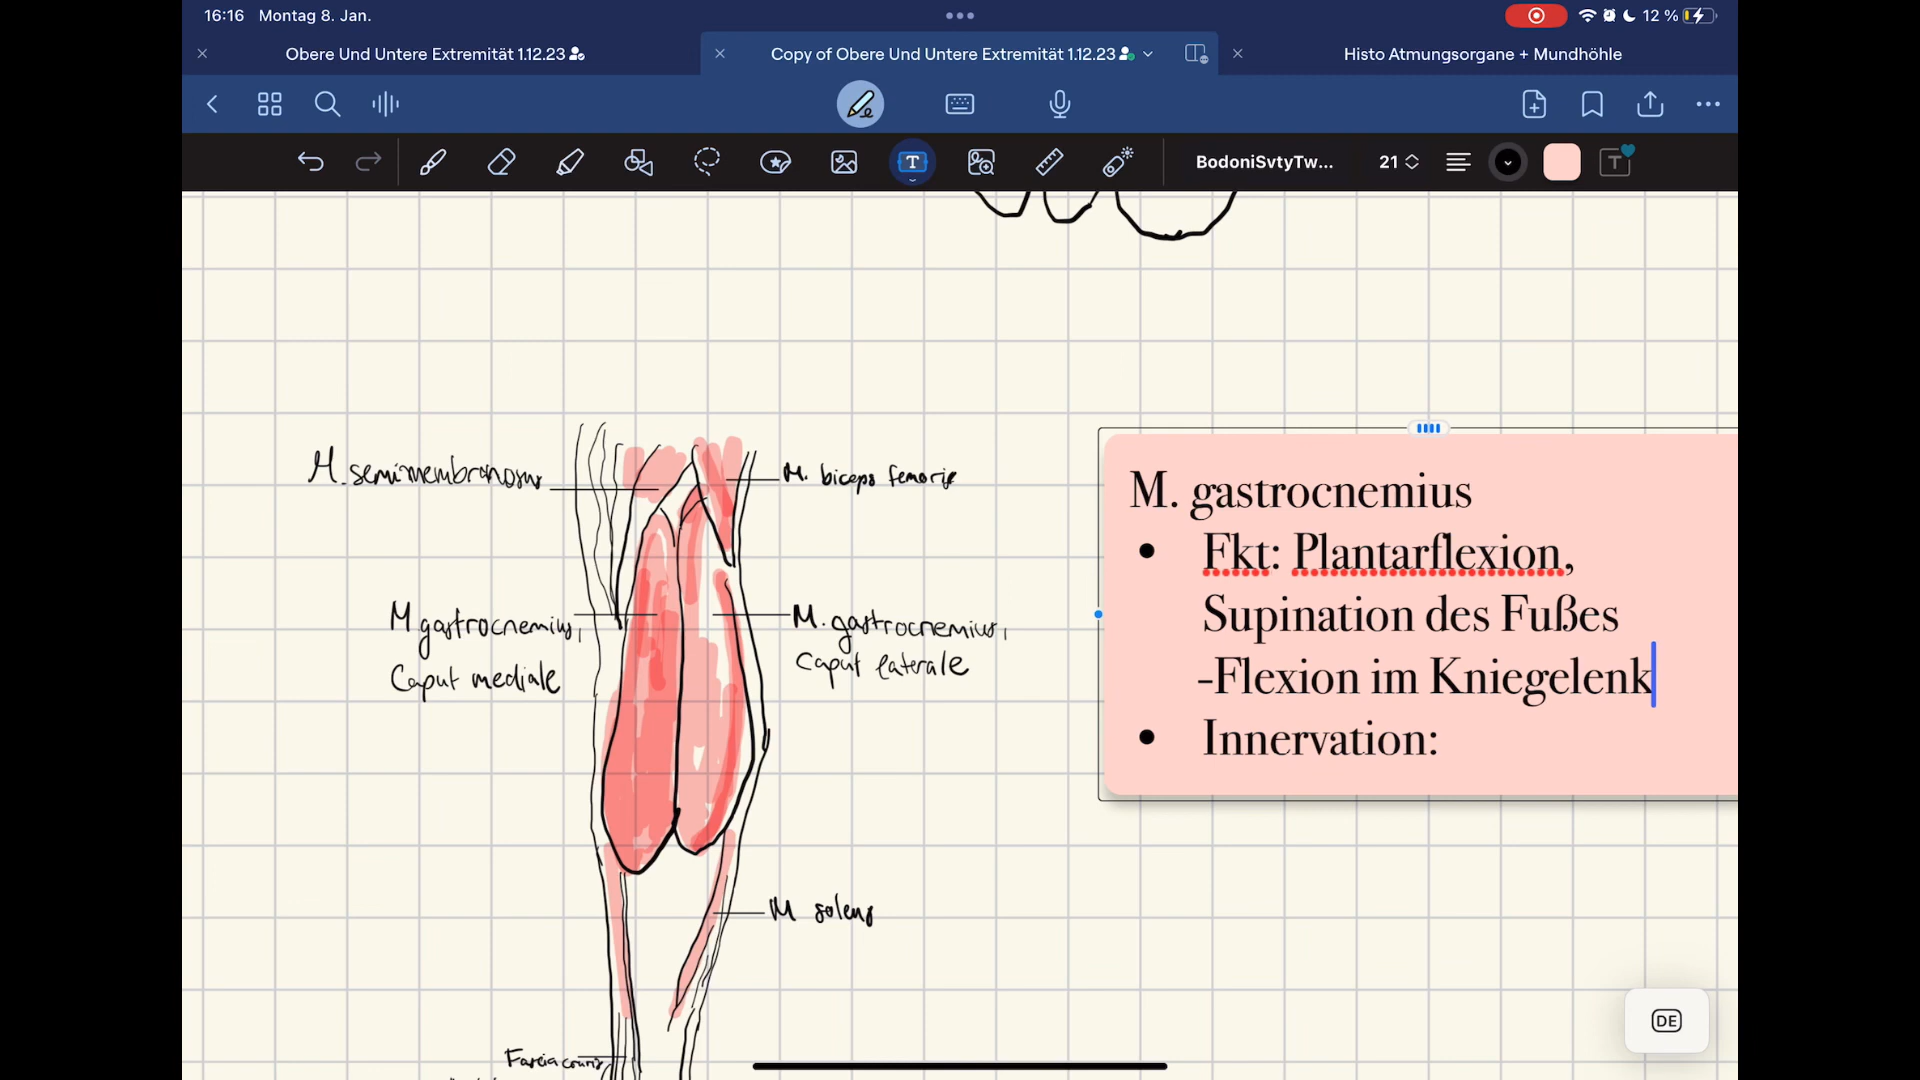 16:16 Montag 8. Jan.
12 %
Obere Und Untere Extremität 1.12.23
Copy of Obere Und Untere Extremität 1.12.23
Histo Atmungsorgane + Mundhöhle
T
BodoniSvtyTw...
21
T
M. semimembranosus
M. biceps femoris
M. gastrocnemius
• Fkt: Plantarflexion,
Supination des Fußes
-Flexion im Kniegelenk
• Innervation:
M gastrocnemius,
Caput mediale
M. gastrocnemius,
Caput laterale
M soleus
Fascia cruris
DE